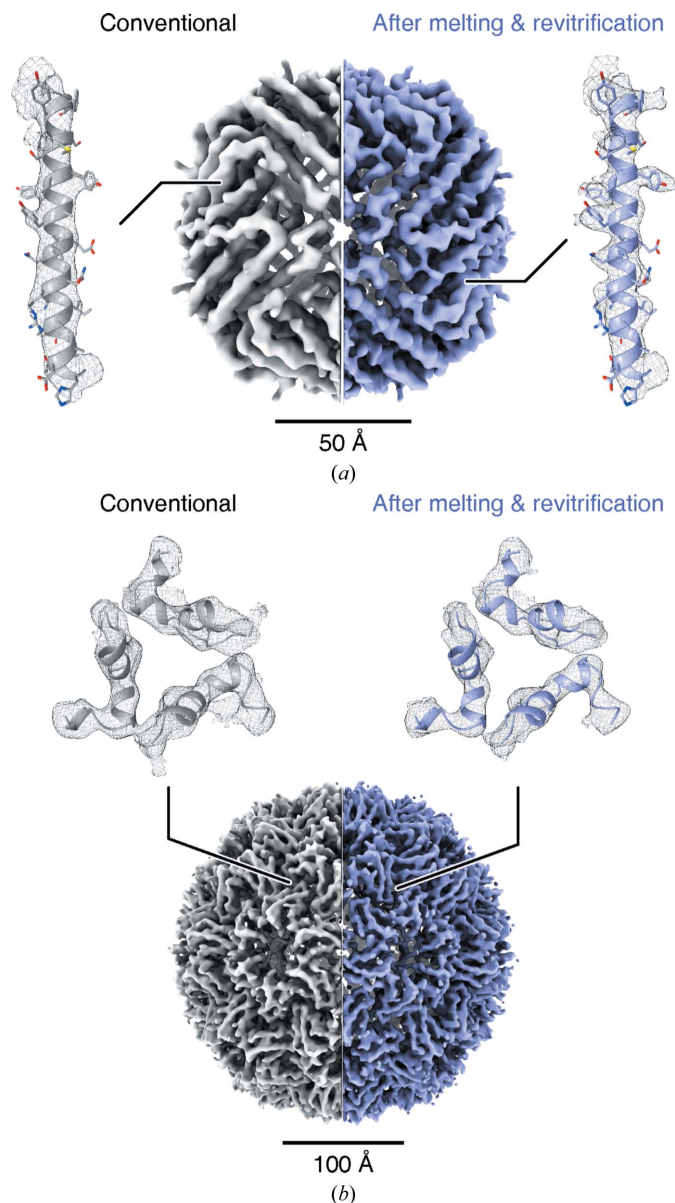 Conventional
After melting & revitrification
50 Å
(a)
Conventional
After melting & revitrification
100 Å
(b)